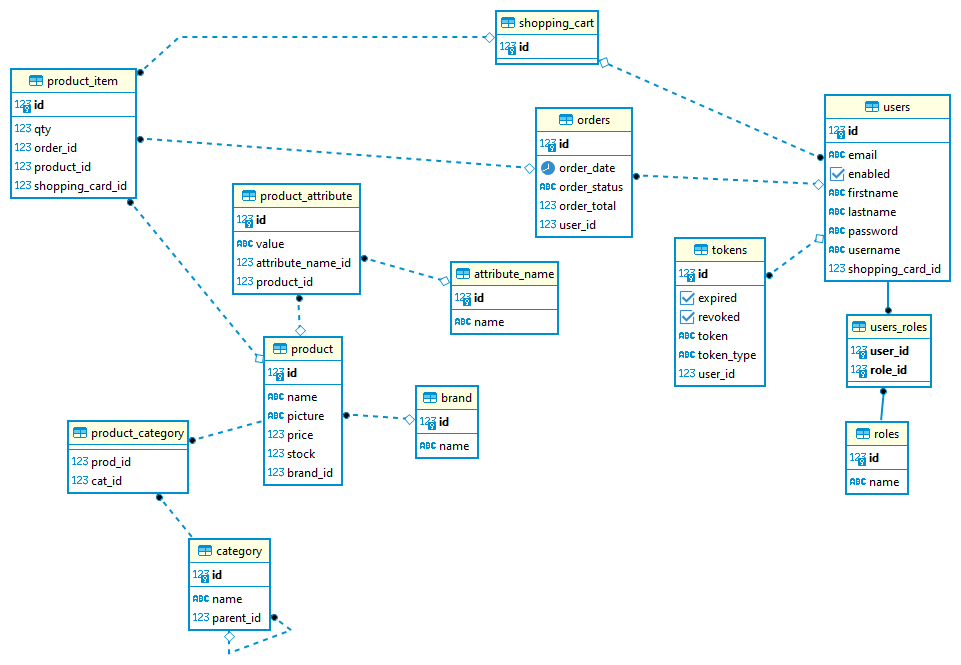 shopping_cart
123 id
product_item
123 id
123 qty
123 order_id
123 product_id
123 shopping_card_id
users
123 id
ABC email
enabled
ABC firstname
ABC lastname
ABC password
ABC username
123 shopping_card_id
orders
123 id
order_date
ABC order_status
123 order_total
123 user_id
product_attribute
123 id
ABC value
123 attribute_name_id
123 product_id
tokens
123 id
expired
revoked
ABC token
ABC token_type
123 user_id
attribute_name
123 id
ABC name
users_roles
123 user_id
123 role_id
product
123 id
ABC name
ABC picture
123 price
123 stock
123 brand_id
brand
123 id
ABC name
product_category
123 prod_id
123 cat_id
roles
123 id
ABC name
category
123 id
ABC name
123 parent_id